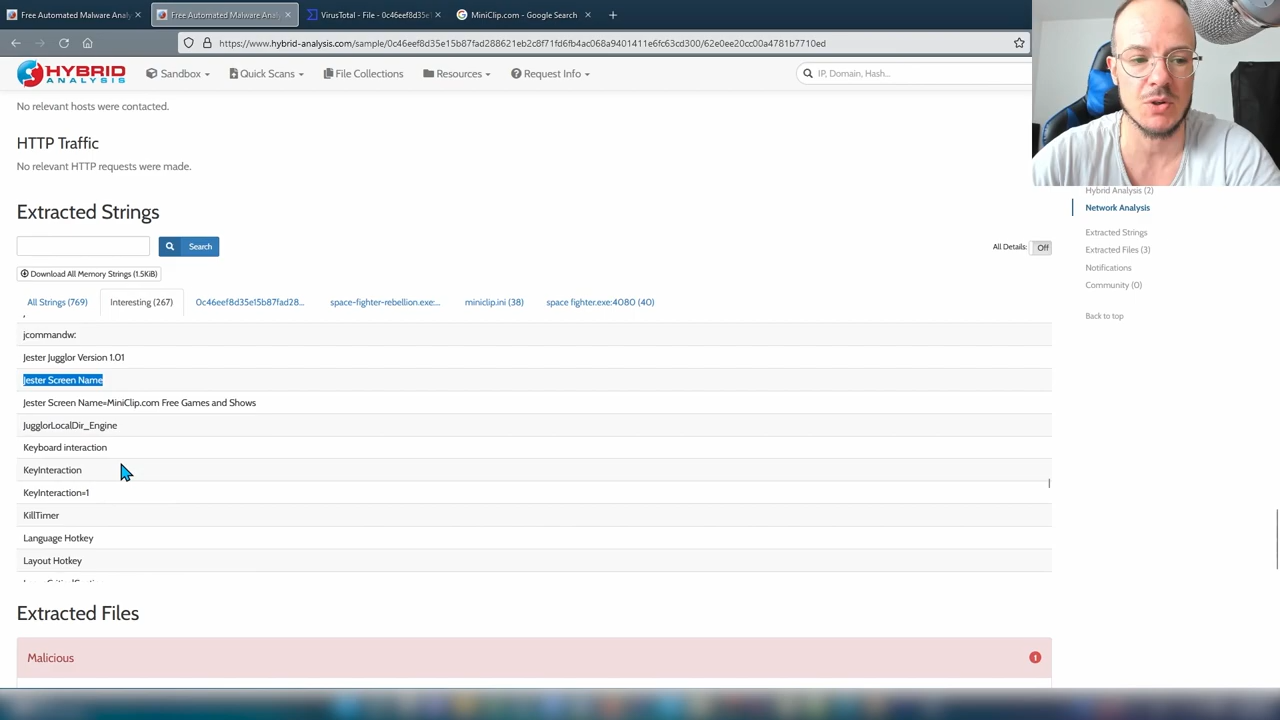 Free Automated Malware Anal
Free Automated Malware Anal
VirusTotal - File - 0c46eef8d35e1
MiniClip.com - Google Search
https://www.hybrid-analysis.com/sample/0c46eef8d35e15b87fad288621eb2c8f71fd6fb4ac068a9401411e6fc63cd300/62e0ee20cc00a4781b7710ed
HYBRID
ANALYSIS
Sandbox
Quick Scans
File Collections
Resources
Request Info
IP, Domain, Hash...
No relevant hosts were contacted.
HTTP Traffic
No relevant HTTP requests were made.
Hybrid Analysis (2)
Network Analysis
Extracted Strings
Extracted Files (3)
Notifications
Community (0)
Back to top
Extracted Strings
Search
All Details:
Off
Download All Memory Strings (1.5KiB)
All Strings (769)
Interesting (267)
0c46eef8d35e15b87fad28...
space-fighter-rebellion.exe:...
miniclip.ini (38)
space fighter.exe:4080 (40)
jcommandw:
Jester Jugglor Version 1.01
Jester Screen Name
Jester Screen Name=MiniClip.com Free Games and Shows
JugglorLocalDir_Engine
Keyboard interaction
KeyInteraction
KeyInteraction=1
KillTimer
Language Hotkey
Layout Hotkey
Extracted Files
Malicious
1